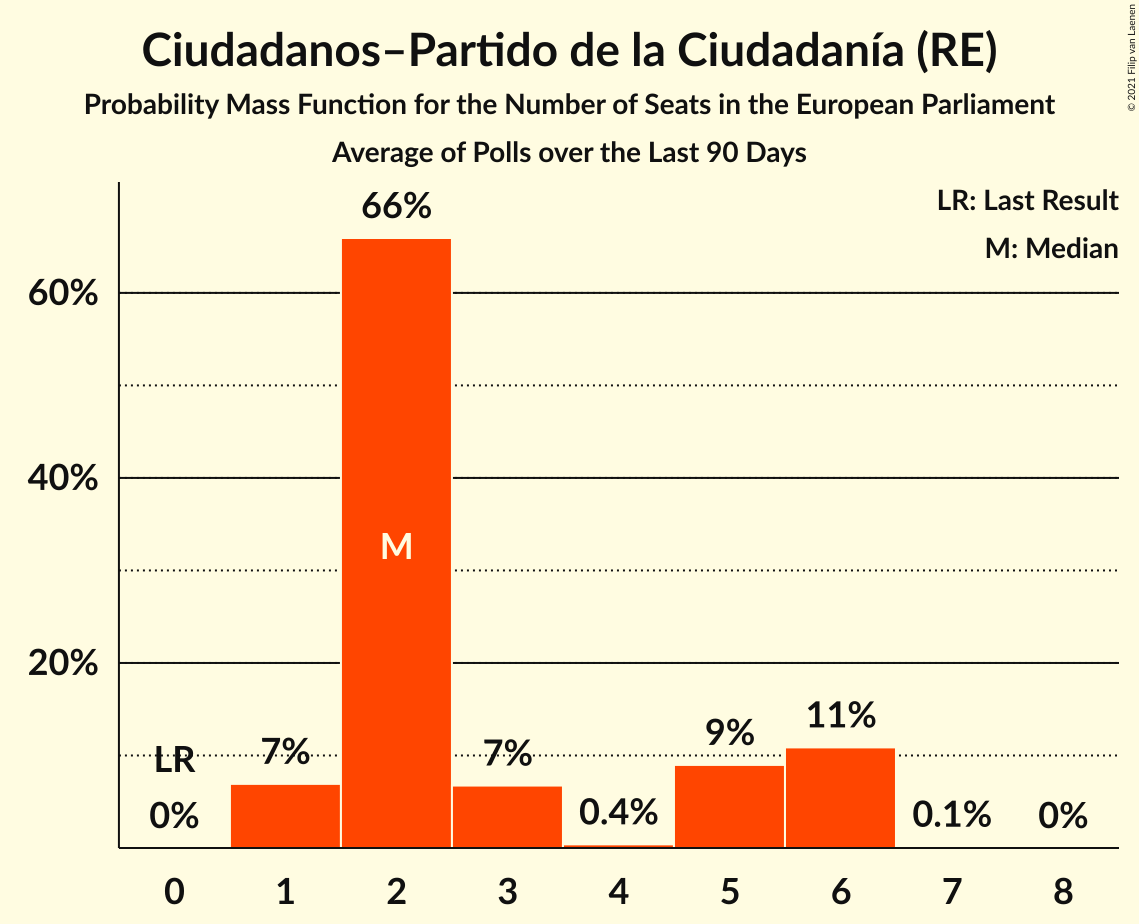 Ciudadanos–Partido de la Ciudadanía (RE)
Probability Mass Function for the Number of Seats in the European Parliament
Average of Polls over the Last 90 Days
© 2021 Filip van Laenen
LR: Last Result
M: Median
60%
40%
20%
LR
0%
7%
66%
M
7%
0.4%
9%
11%
0.1%
0%
0 1 2 3 4 5 6 7 8